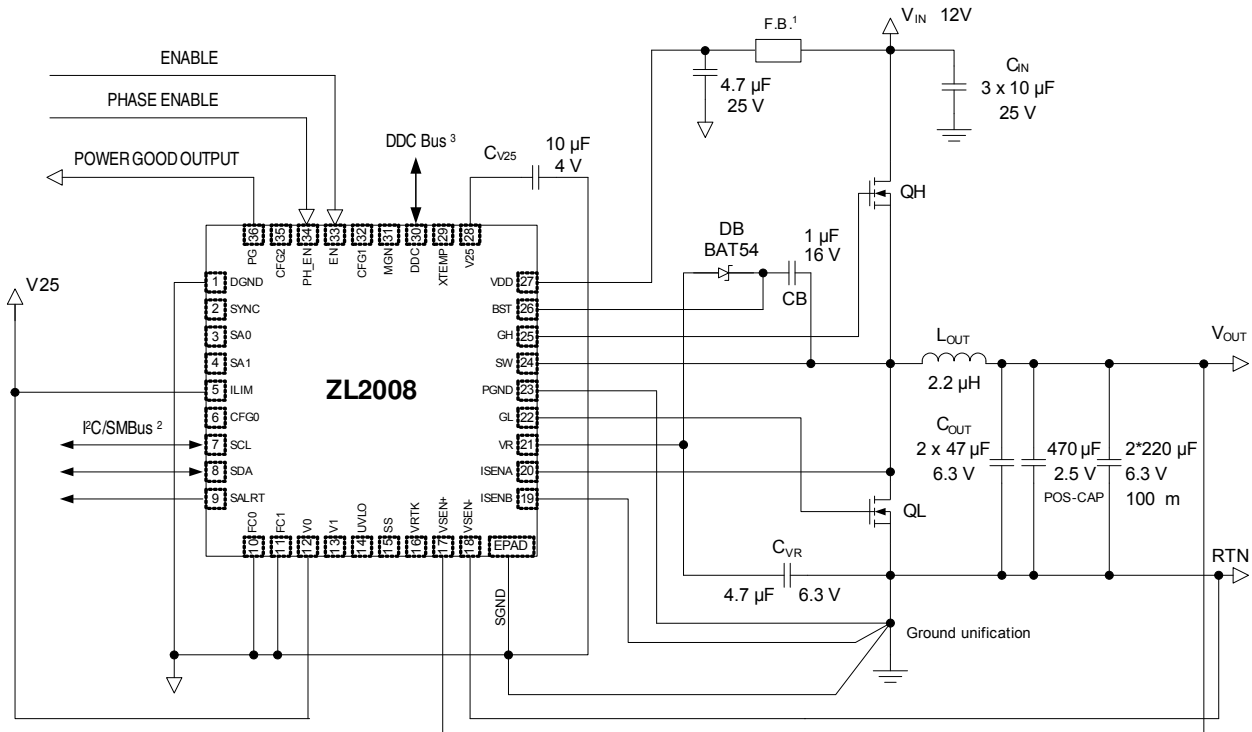 V_IN 12V
F.B.¹
ENABLE
C_IN
3 x 10 µF
25 V
4.7 µF
25 V
PHASE ENABLE
DDC Bus ³
C_V25
10 µF
4 V
POWER GOOD OUTPUT
QH
DB
BAT54
1 µF
16 V
CB
36 PG
35 CFG2
34 PH_EN
33 EN
32 CFG1
31 MGN
30 DDC
29 XTEMP
28 V25
V25
1 DGND
2 SYNC
3 SA0
4 SA1
5 ILIM
6 CFG0
7 SCL
8 SDA
9 SALRT
I²C/SMBus ²
ZL2008
VDD 27
BST 26
GH 25
SW 24
PGND 23
GL 22
VR 21
ISENA 20
ISENB 19
L_OUT
2.2 µH
V_OUT
C_OUT
2 x 47 µF
6.3 V
470 µF
2.5 V
POS-CAP
2*220 µF
6.3 V
100 m
QL
10 FC0
11 FC1
12 V0
13 V1
14 UVLO
15 SS
16 VRTK
17 VSEN+
18 VSEN-
EPAD
SGND
C_VR
4.7 µF
6.3 V
RTN
Ground unification